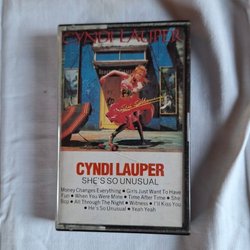 CYNDI LAUPER
CYNDI LAUPER
SHE'S SO UNUSUAL
Money Changes Everything • Girls Just Want To Have
Fun • When You Were Mine • Time After Time • She
Bop • All Through The Night • Witness • I'll Kiss You
• He's So Unusual • Yeah Yeah